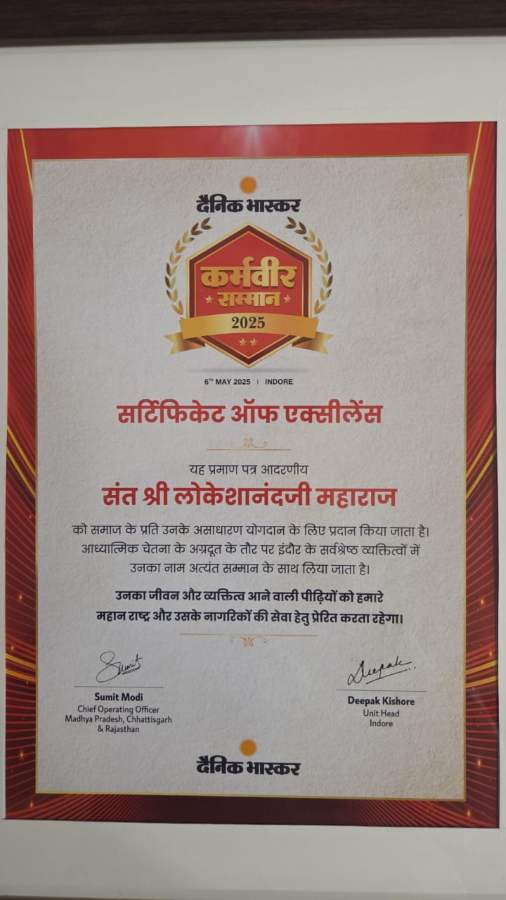 दैनिक भास्कर
कर्मवीर
सम्मान
2025
6TH MAY 2025 | INDORE
सर्टिफिकेट ऑफ एक्सीलेंस
यह प्रमाण पत्र आदरणीय
संत श्री लोकेशानंदजी महाराज
को समाज के प्रति उनके असाधारण योगदान के लिए प्रदान किया जाता है।
आध्यात्मिक चेतना के अग्रदूत के तौर पर इंदौर के सर्वश्रेष्ठ व्यक्तित्वों में
उनका नाम अत्यंत सम्मान के साथ लिया जाता है।
उनका जीवन और व्यक्तित्व आने वाली पीढ़ियों को हमारे
महान राष्ट्र और उसके नागरिकों की सेवा हेतु प्रेरित करता रहेगा।
Sumit
Sumit Modi
Chief Operating Officer
Madhya Pradesh, Chhattisgarh
& Rajasthan
Deepak
Deepak Kishore
Unit Head
Indore
दैनिक भास्कर